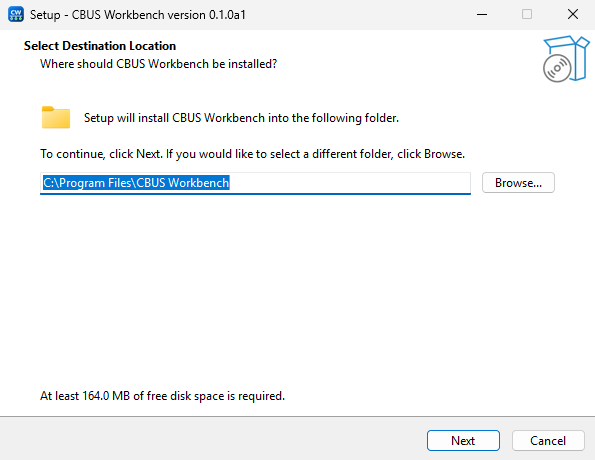 CW
Setup - CBUS Workbench version 0.1.0a1
Select Destination Location
Where should CBUS Workbench be installed?
Setup will install CBUS Workbench into the following folder.
To continue, click Next. If you would like to select a different folder, click Browse.
C:\Program Files\CBUS Workbench
Browse...
At least 164.0 MB of free disk space is required.
Next
Cancel